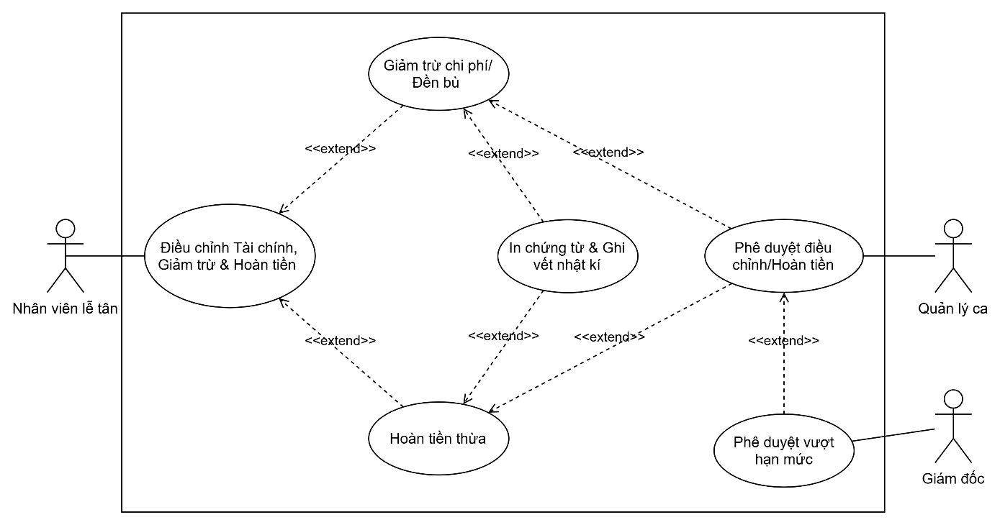 Giảm trừ chi phí/
Đền bù
<<extend>>
<<extend>>
<<extend>>
Điều chỉnh Tài chính,
Giảm trừ & Hoàn tiền
In chứng từ & Ghi
vết nhật kí
Phê duyệt điều
chỉnh/Hoàn tiền
Nhân viên lễ tân
Quản lý ca
<<extend>>
<<extend>>
<<extend>>
<<extend>>
Hoàn tiền thừa
Phê duyệt vượt
hạn mức
Giám đốc